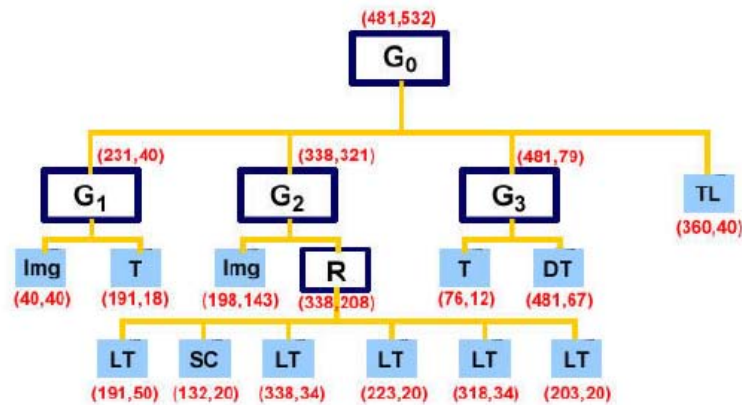 (481,532)
G0
(231,40)
(338,321)
(481,79)
G1
G2
G3
TL
(360,40)
Img
T
Img
R
T
DT
(40,40)
(191,18)
(198,143)
(338,208)
(76,12)
(481,67)
LT
SC
LT
LT
LT
LT
(191,50)
(132,20)
(338,34)
(223,20)
(318,34)
(203,20)